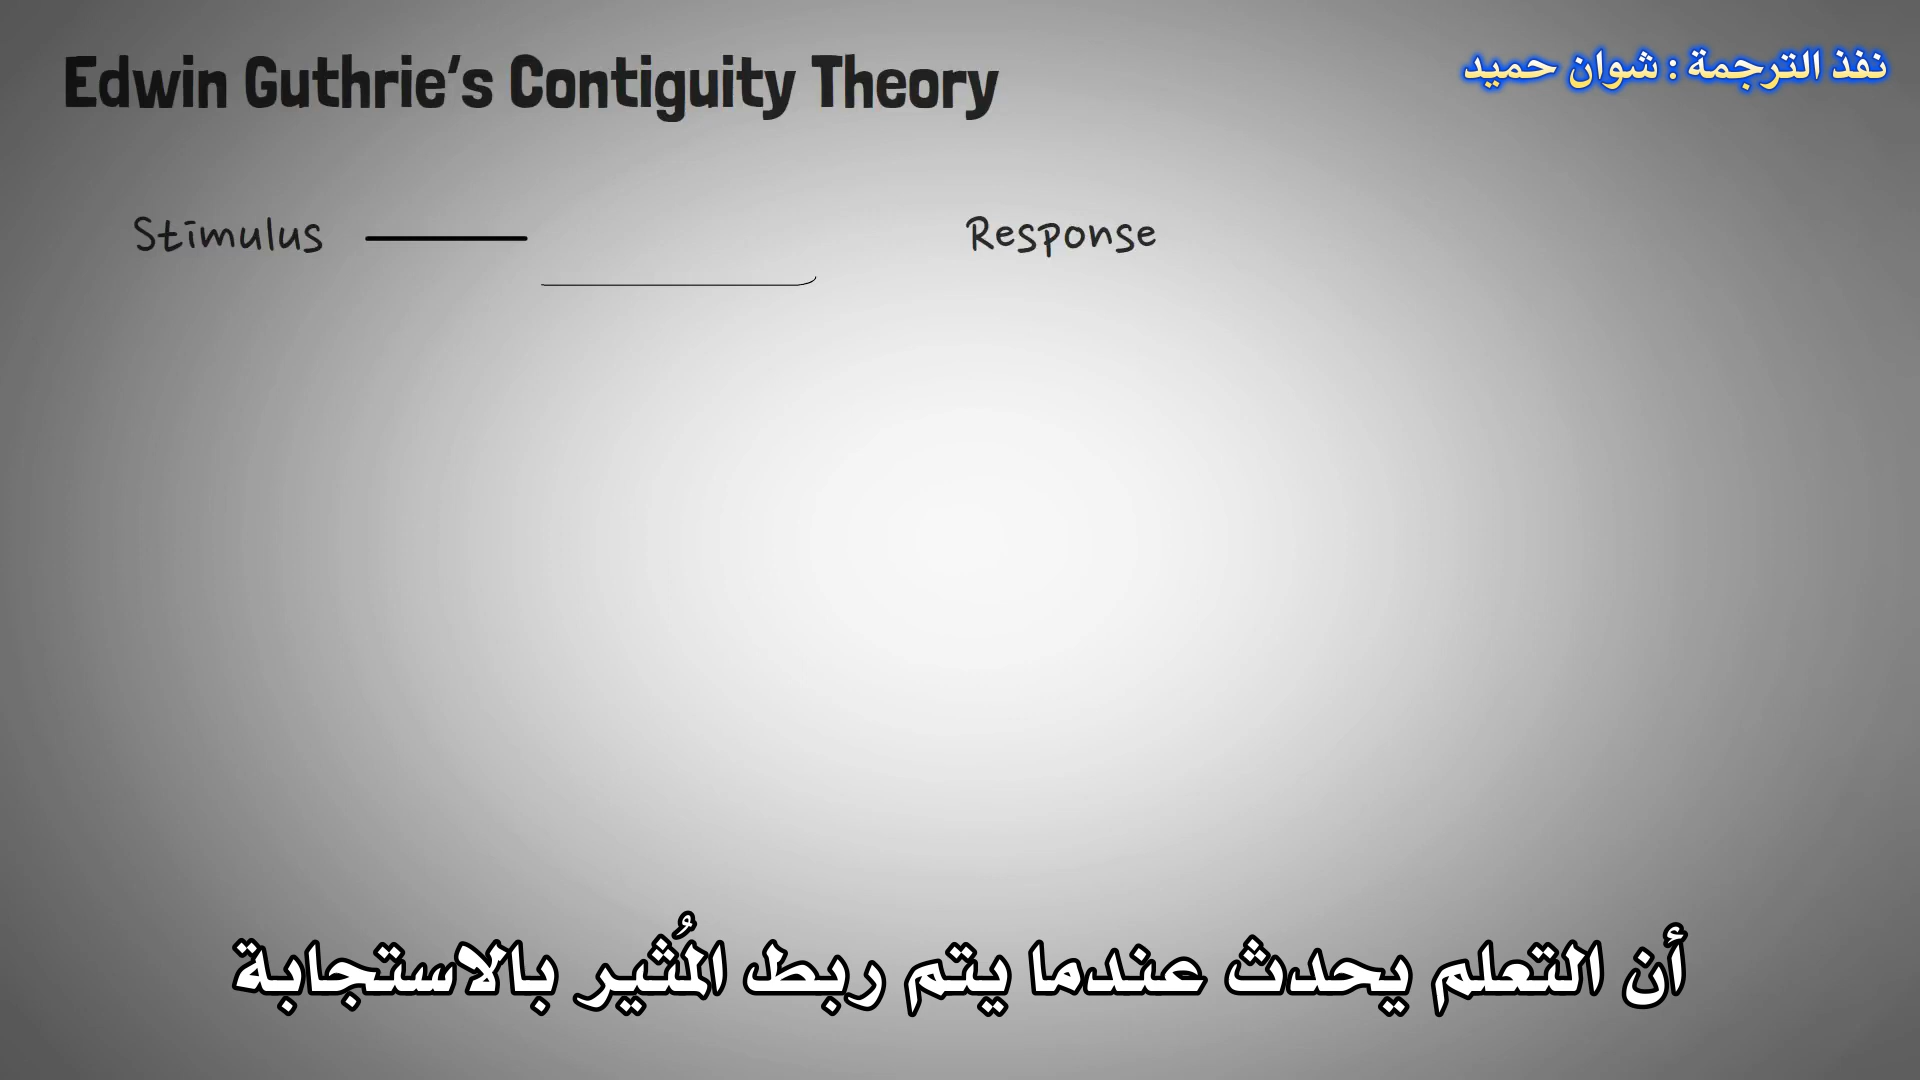 Edwin Guthrie's Contiguity Theory
نفذ الترجمة : شوان حميد
Stimulus
Response
أن التعلم يحدث عندما يتم ربط المُثير بالاستجابة